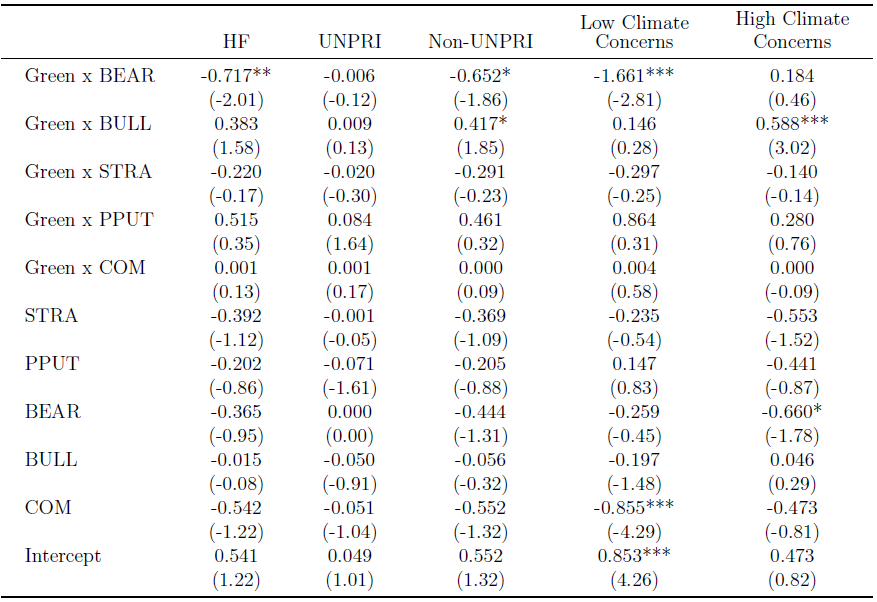 HF UNPRI Non-UNPRI Low Climate Concerns High Climate Concerns
Green x BEAR -0.717** -0.006 -0.652* -1.661*** 0.184
(-2.01) (-0.12) (-1.86) (-2.81) (0.46)
Green x BULL 0.383 0.009 0.417* 0.146 0.588***
(1.58) (0.13) (1.85) (0.28) (3.02)
Green x STRA -0.220 -0.020 -0.291 -0.297 -0.140
(-0.17) (-0.30) (-0.23) (-0.25) (-0.14)
Green x PPUT 0.515 0.084 0.461 0.864 0.280
(0.35) (1.64) (0.32) (0.31) (0.76)
Green x COM 0.001 0.001 0.000 0.004 0.000
(0.13) (0.17) (0.09) (0.58) (-0.09)
STRA -0.392 -0.001 -0.369 -0.235 -0.553
(-1.12) (-0.05) (-1.09) (-0.54) (-1.52)
PPUT -0.202 -0.071 -0.205 0.147 -0.441
(-0.86) (-1.61) (-0.88) (0.83) (-0.87)
BEAR -0.365 0.000 -0.444 -0.259 -0.660*
(-0.95) (0.00) (-1.31) (-0.45) (-1.78)
BULL -0.015 -0.050 -0.056 -0.197 0.046
(-0.08) (-0.91) (-0.32) (-1.48) (0.29)
COM -0.542 -0.051 -0.552 -0.855*** -0.473
(-1.22) (-1.04) (-1.32) (-4.29) (-0.81)
Intercept 0.541 0.049 0.552 0.853*** 0.473
(1.22) (1.01) (1.32) (4.26) (0.82)